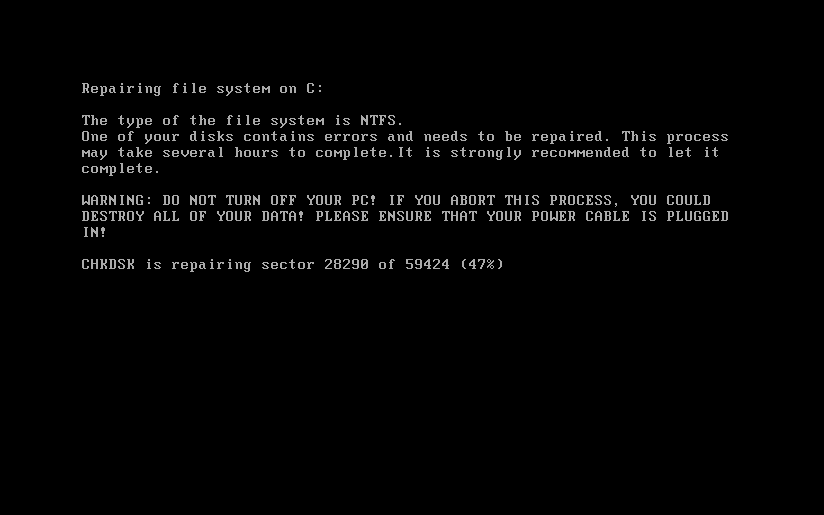 Repairing file system on C:
The type of the file system is NTFS.
One of your disks contains errors and needs to be repaired. This process
may take several hours to complete.It is strongly recommended to let it
complete.
WARNING: DO NOT TURN OFF YOUR PC! IF YOU ABORT THIS PROCESS, YOU COULD
DESTROY ALL OF YOUR DATA! PLEASE ENSURE THAT YOUR POWER CABLE IS PLUGGED
IN!
CHKDSK is repairing sector 28290 of 59424 (47%)